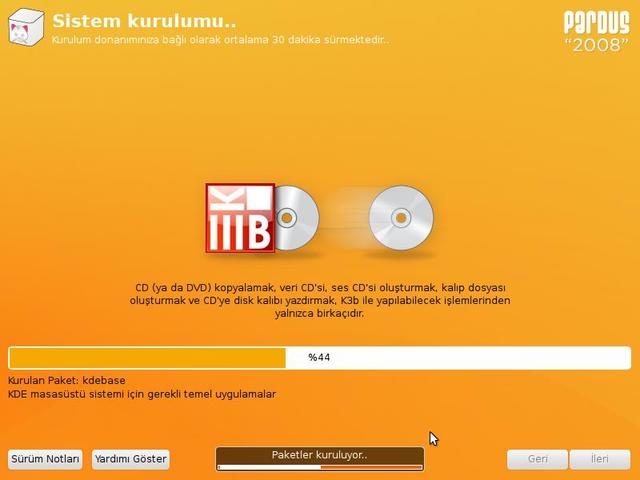 Sistem kurulumu..
Kurulum donanımınıza bağlı olarak ortalama 30 dakika sürmektedir..
PARDUS
“2008”
KIIIB
CD (ya da DVD) kopyalamak, veri CD'si, ses CD'si oluşturmak, kalıp dosyası
oluşturmak ve CD'ye disk kalıbı yazdırmak, K3b ile yapılabilecek işlemlerinden
yalnızca birkaçıdır.
%44
Kurulan Paket: kdebase
KDE masasüstü sistemi için gerekli temel uygulamalar
Sürüm Notları
Yardımı Göster
Paketler kuruluyor..
Geri
İleri